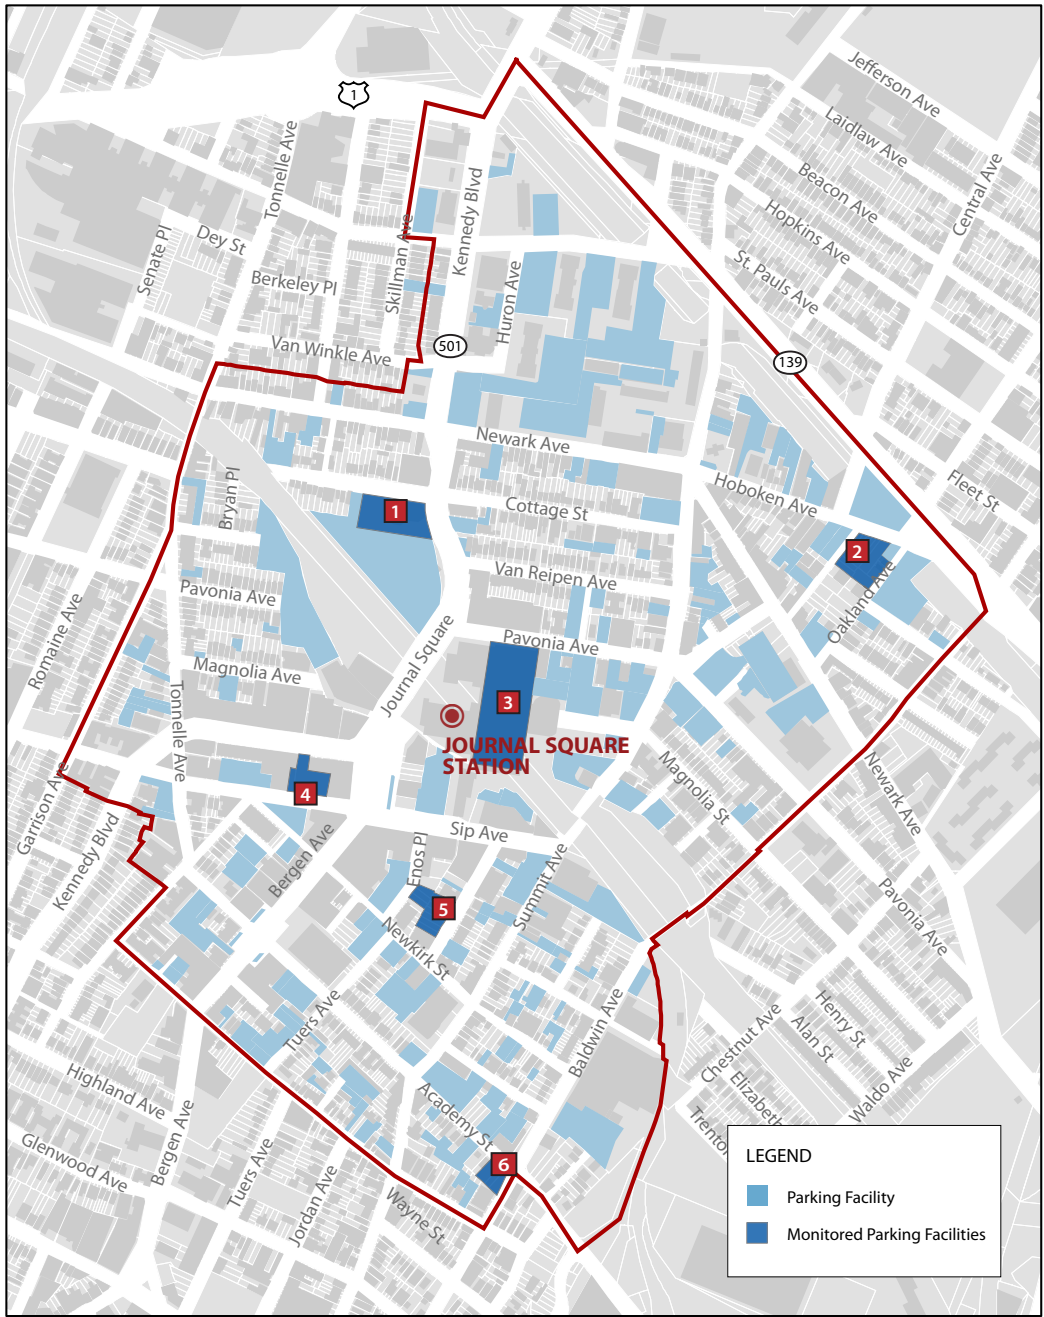 Jefferson Ave
1
Laidlaw Ave
Tonnelle Ave
Beacon Ave
Central Ave
Kennedy Blvd
Hopkins Ave
Skillman Ave
Dey St
Senate Pl
St. Pauls Ave
Berkeley Pl
Huron Ave
501
Van Winkle Ave
139
Newark Ave
Fleet St
Bryan Pl
Hoboken Ave
1
Cottage St
2
Van Reipen Ave
Pavonia Ave
Oakland Ave
Romaine Ave
Pavonia Ave
Journal Square
Magnolia Ave
3
Tonnelle Ave
JOURNAL SQUARE
STATION
Magnolia St
Newark Ave
4
Garrison Ave
Sip Ave
Kennedy Blvd
Bergen Ave
Enos Pl
Summit Ave
5
Pavonia Ave
Newkirk St
Tuers Ave
Baldwin Ave
Henry St
Chestnut Ave
Alan St
Highland Ave
Elizabeth
Waldo Ave
Academy St
Trento
Bergen Ave
Glenwood Ave
Tuers Ave
6
Jordan Ave
Wayne St
LEGEND
Parking Facility
Monitored Parking Facilities